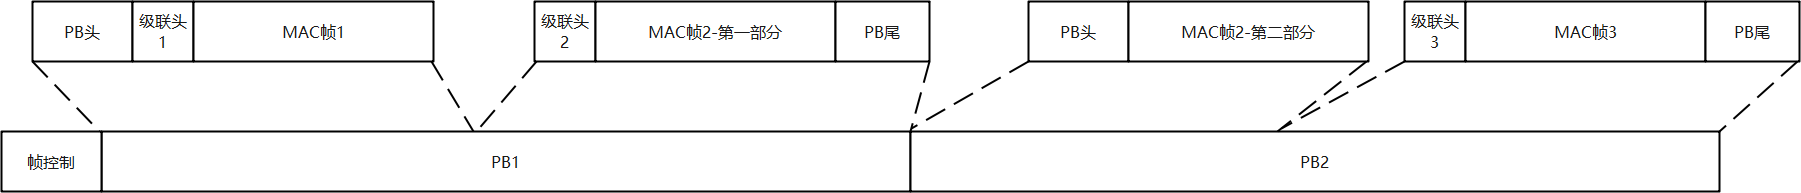 PB头
级联头
1
MAC帧1
级联头
2
MAC帧2-第一部分
PB尾
PB头
MAC帧2-第二部分
级联头
3
MAC帧3
PB尾
帧控制
PB1
PB2